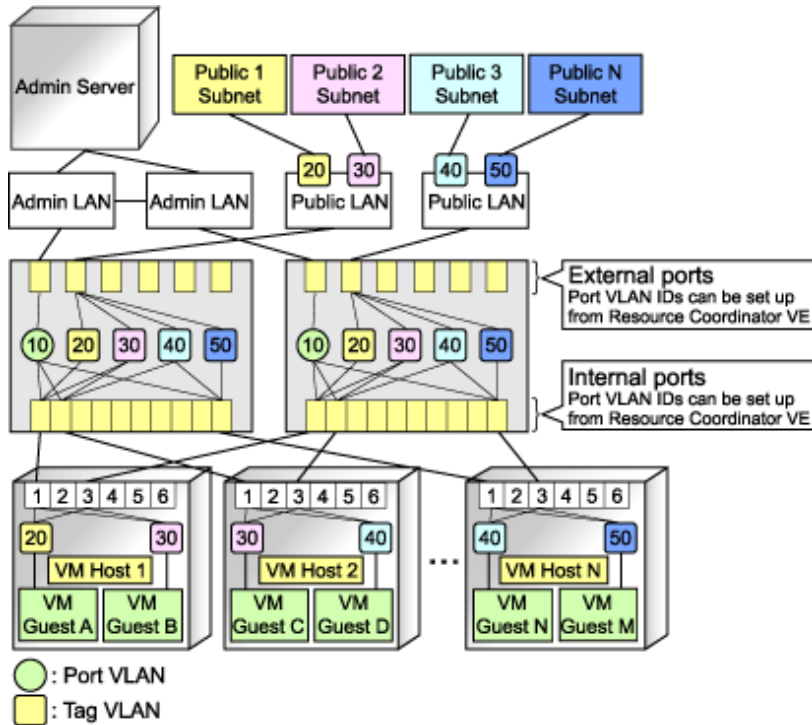 Admin Server
Public 1
Subnet
Public 2
Subnet
Public 3
Subnet
Public N
Subnet
20
30
40
50
Admin LAN
Admin LAN
Public LAN
Public LAN
External ports
Port VLAN IDs can be set up
from Resource Coordinator VE
10
20
30
40
50
10
20
30
40
50
Internal ports
Port VLAN IDs can be set up
from Resource Coordinator VE
1 2 3 4 5 6
1 2 3 4 5 6
1 2 3 4 5 6
20
30
30
40
...
40
50
VM Host 1
VM Host 2
VM Host N
VM
Guest A
VM
Guest B
VM
Guest C
VM
Guest D
VM
Guest N
VM
Guest M
: Port VLAN
: Tag VLAN